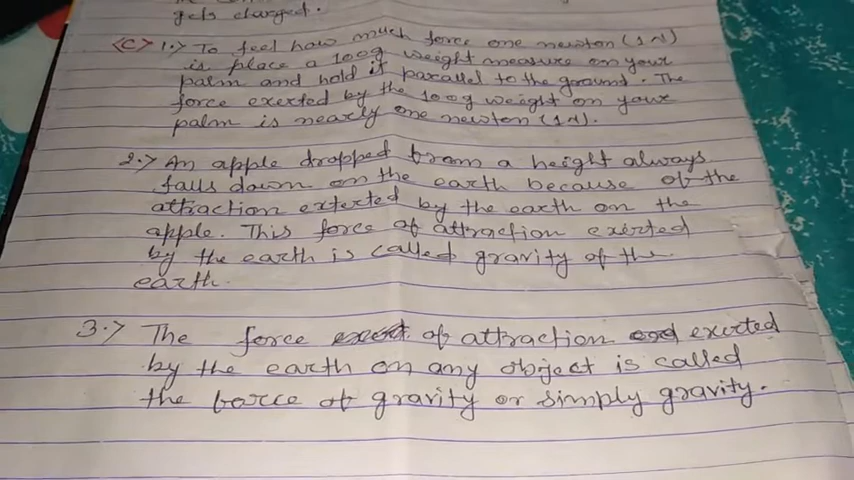 gets charged.
<C> 1.> To feel how much force one newton (1N)
is place a 100g weight measure on your
palm and hold it parallel to the ground. The
force exerted by the 100g weight on your
palm is nearly one newton (1N).
2.> An apple dropped from a height always
falls down on the earth because of the
attraction exterted by the earth on the
apple. This force of attraction exerted
by the earth is called gravity of the
earth.
3.> The force of attraction exerted
by the earth on any object is called
the force of gravity or simply gravity.